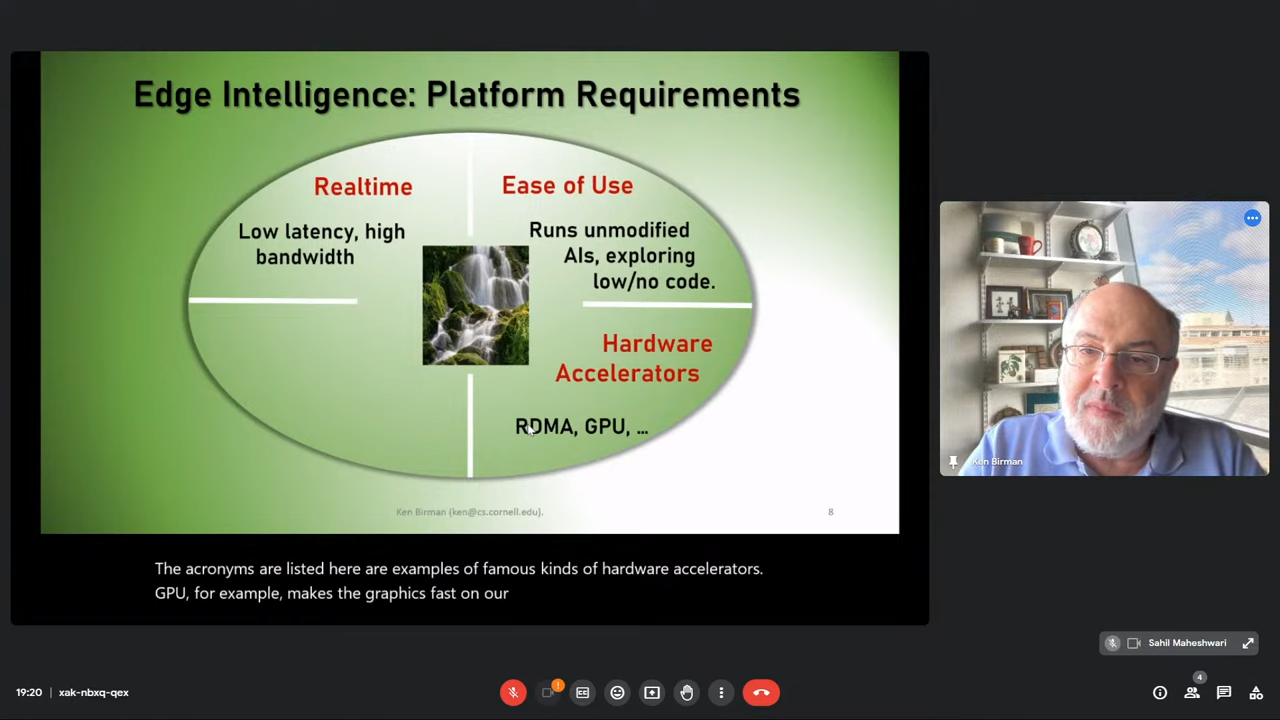 Edge Intelligence: Platform Requirements
Realtime
Low latency, high
bandwidth
Ease of Use
Runs unmodified
AIs, exploring
low/no code.
Hardware
Accelerators
RDMA, GPU, ...
Ken Birman (ken@cs.cornell.edu).
8
The acronyms are listed here are examples of famous kinds of hardware accelerators.
GPU, for example, makes the graphics fast on our
Ken Birman
Sahil Maheshwari
19:20 | xak-nbxq-qex
4